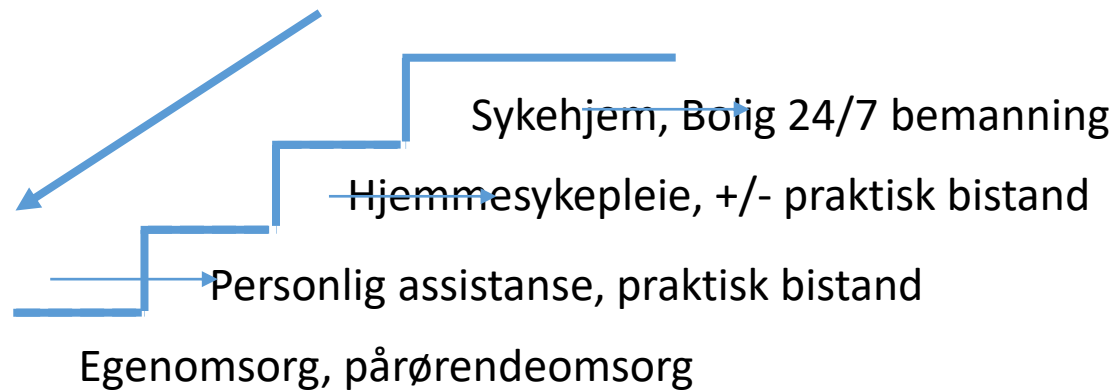 Sykehjem, Bolig 24/7 bemanning
Hjemmesykepleie, +/- praktisk bistand
Personlig assistanse, praktisk bistand
Egenomsorg, pårørendeomsorg